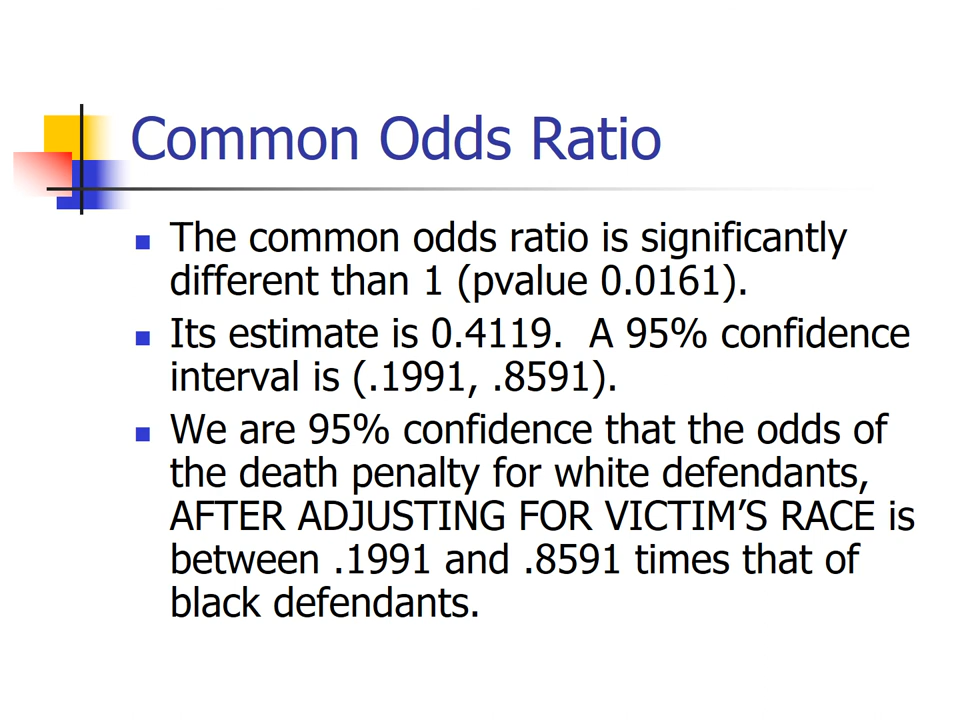 Common Odds Ratio
The common odds ratio is significantly
different than 1 (pvalue 0.0161).
Its estimate is 0.4119.  A 95% confidence
interval is (.1991, .8591).
We are 95% confidence that the odds of
the death penalty for white defendants,
AFTER ADJUSTING FOR VICTIM’S RACE is
between .1991 and .8591 times that of
black defendants.